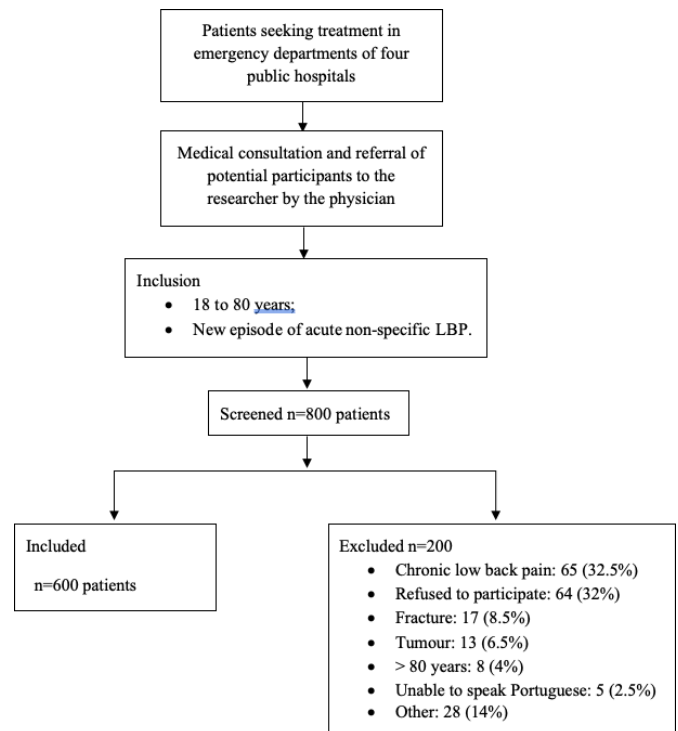 Patients seeking treatment in
emergency departments of four
public hospitals
Medical consultation and referral of
potential participants to the
researcher by the physician
Inclusion
• 18 to 80 years;
• New episode of acute non-specific LBP.
Screened n=800 patients
Included
n=600 patients
Excluded n=200
• Chronic low back pain: 65 (32.5%)
• Refused to participate: 64 (32%)
• Fracture: 17 (8.5%)
• Tumour: 13 (6.5%)
• > 80 years: 8 (4%)
• Unable to speak Portuguese: 5 (2.5%)
• Other: 28 (14%)